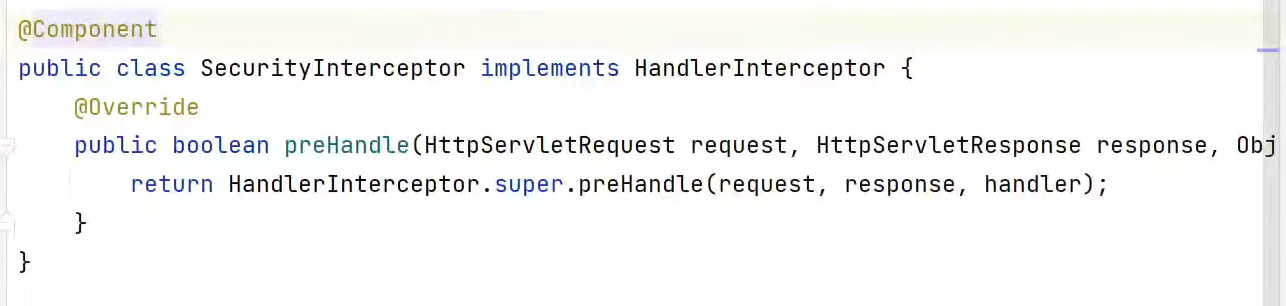 @Component
public class SecurityInterceptor implements HandlerInterceptor {
    @Override
    public boolean preHandle(HttpServletRequest request, HttpServletResponse response, Obj
        return HandlerInterceptor.super.preHandle(request, response, handler);
    }
}